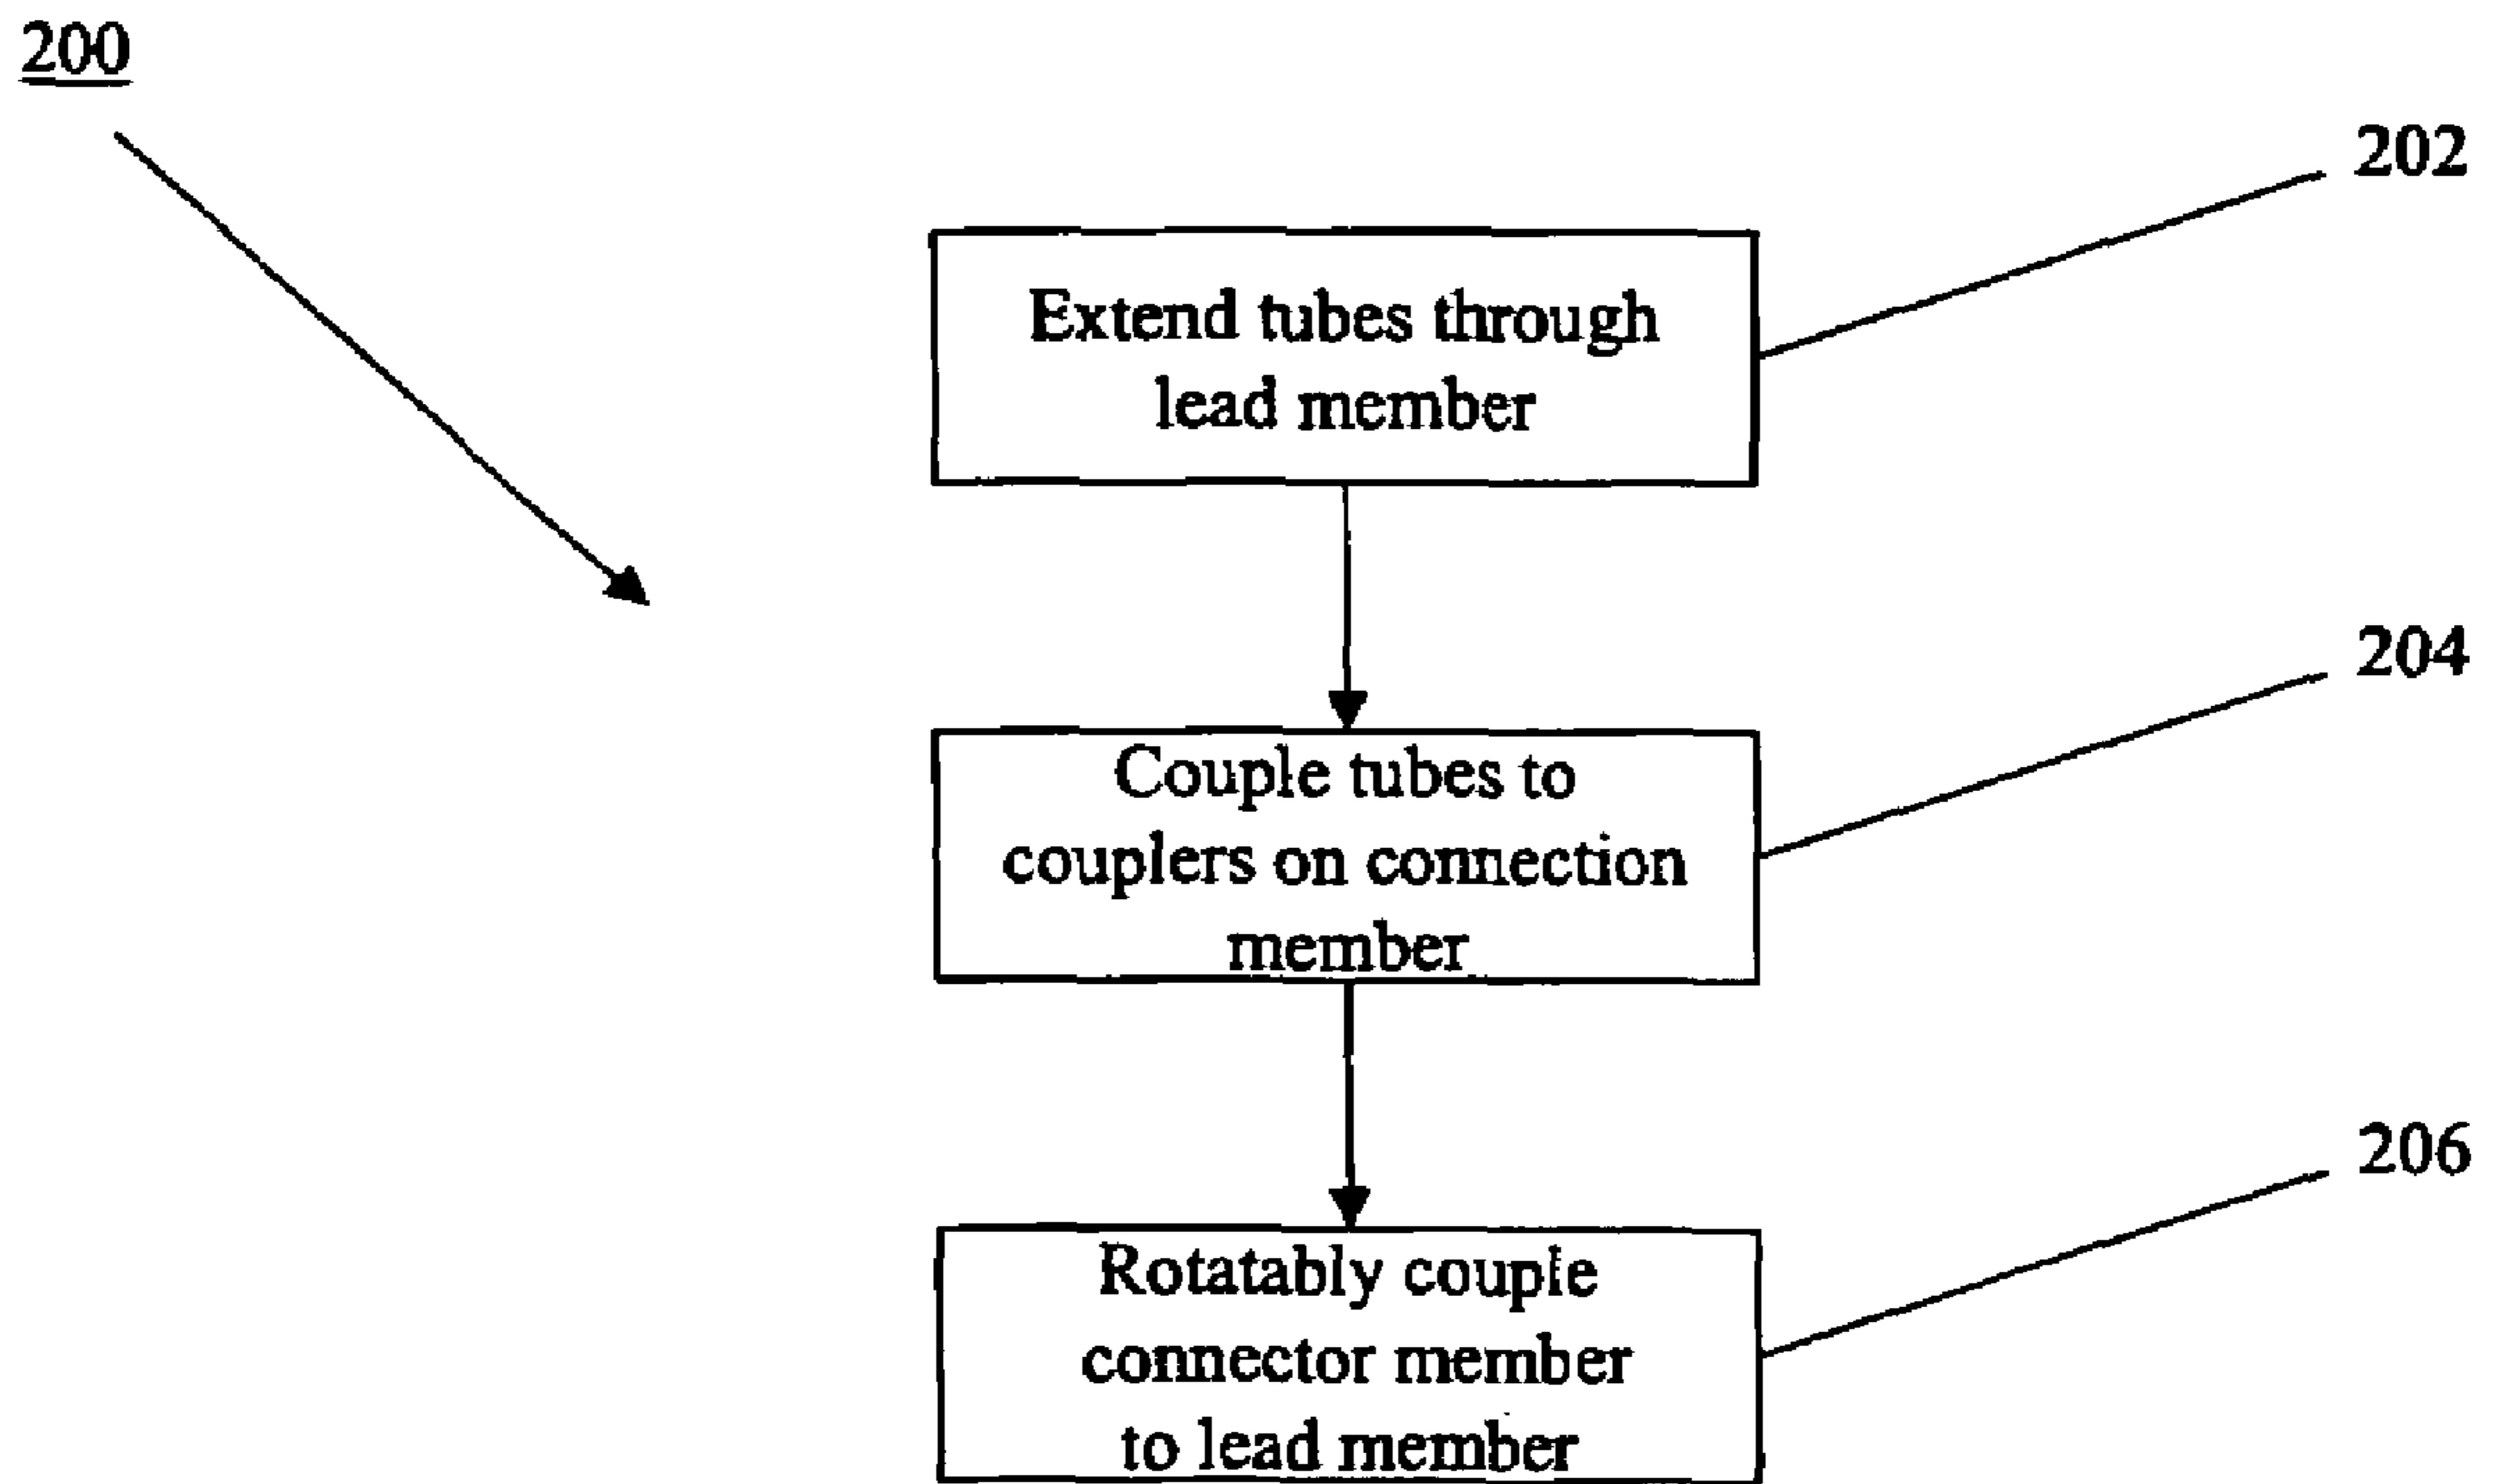 200
202
Extend tubes through
lead member
204
Couple tubes to
couplers on connection
member
206
Rotatably couple
connector member
to lead member